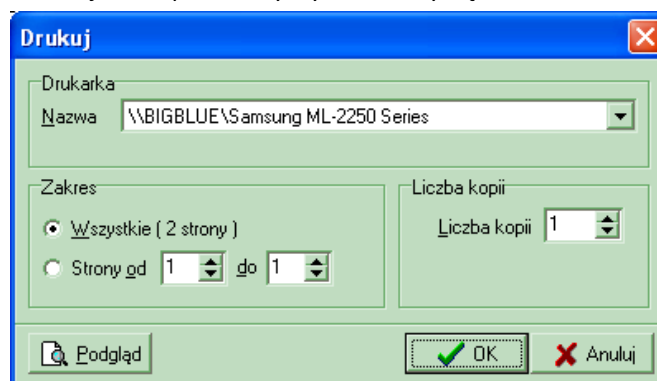 Drukuj
Drukarka
Nazwa \\BIGBLUE\Samsung ML-2250 Series
Zakres
Wszystkie ( 2 strony )
Strony od 1 do 1
Liczba kopii
Liczba kopii 1
Podgląd
OK
Anuluj